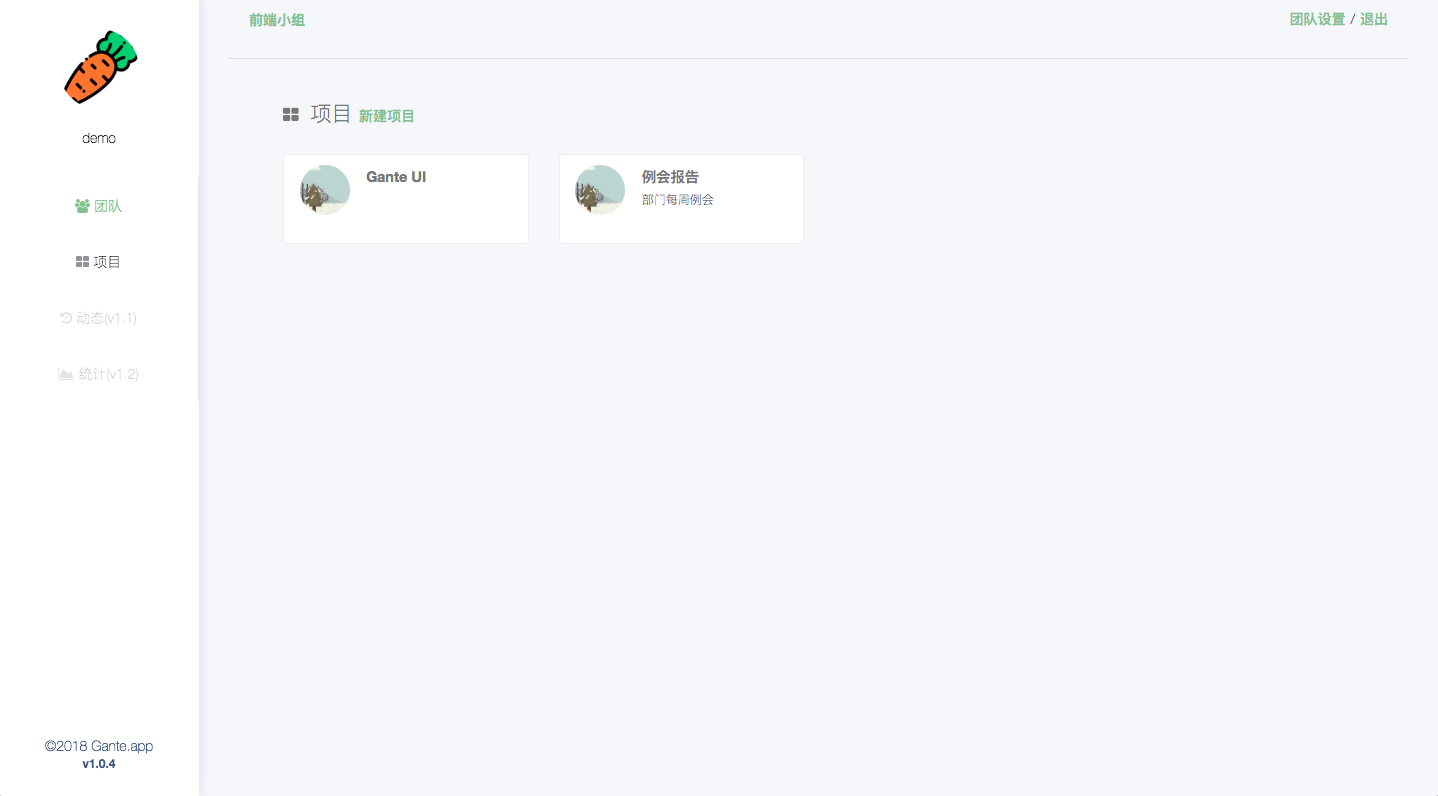 demo
团队
项目
动态(v1.1)
统计(v1.2)
©2018 Gante.app
v1.0.4
前端小组
团队设置 / 退出
项目 新建项目
Gante UI
例会报告
部门每周例会